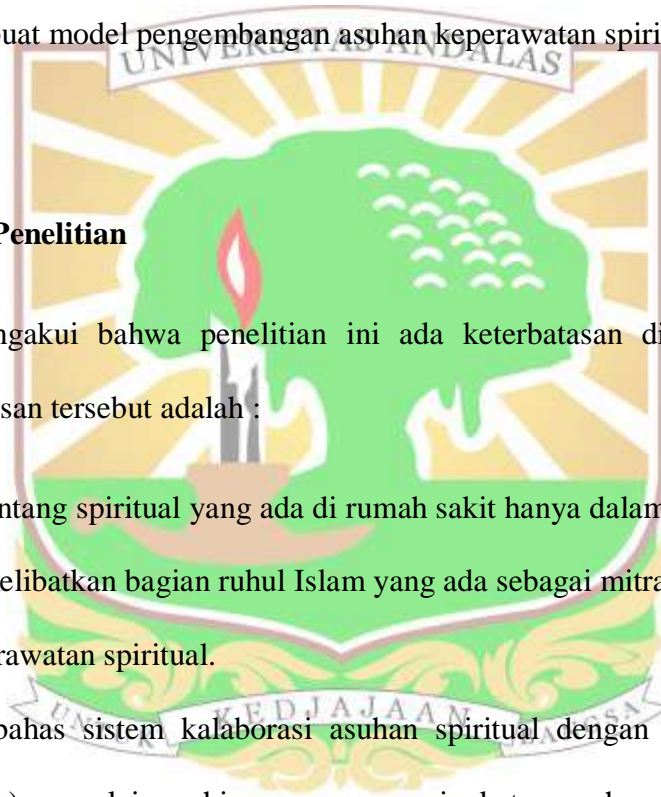 buat model pengembangan asuhan keperawatan spiri
UNIVERSITAS ANDALAS
Penelitian
ngakui bahwa penelitian ini ada keterbatasan di
san tersebut adalah :
ntang spiritual yang ada di rumah sakit hanya dalam
elibatkan bagian ruhul Islam yang ada sebagai mitra
rawatan spiritual.
UNTUK KEDJAJAAN BANGSA
bahas sistem kalaborasi asuhan spiritual dengan